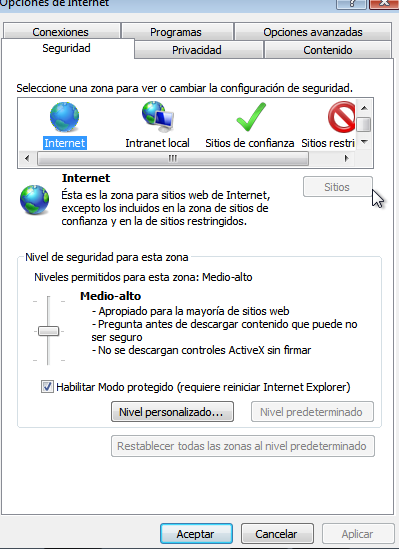 Opciones de Internet
Conexiones
Programas
Opciones avanzadas
Seguridad
Privacidad
Contenido
Seleccione una zona para ver o cambiar la configuración de seguridad.
Internet
Intranet local
Sitios de confianza
Sitios restri
Internet
Sitios
Ésta es la zona para sitios web de Internet,
excepto los incluidos en la zona de sitios de
confianza y en la de sitios restringidos.
Nivel de seguridad para esta zona
Niveles permitidos para esta zona: Medio-alto
Medio-alto
- Apropiado para la mayoría de sitios web
- Pregunta antes de descargar contenido que puede no
ser seguro
- No se descargan controles ActiveX sin firmar
Habilitar Modo protegido (requiere reiniciar Internet Explorer)
Nivel personalizado...
Nivel predeterminado
Restablecer todas las zonas al nivel predeterminado
Aceptar
Cancelar
Aplicar